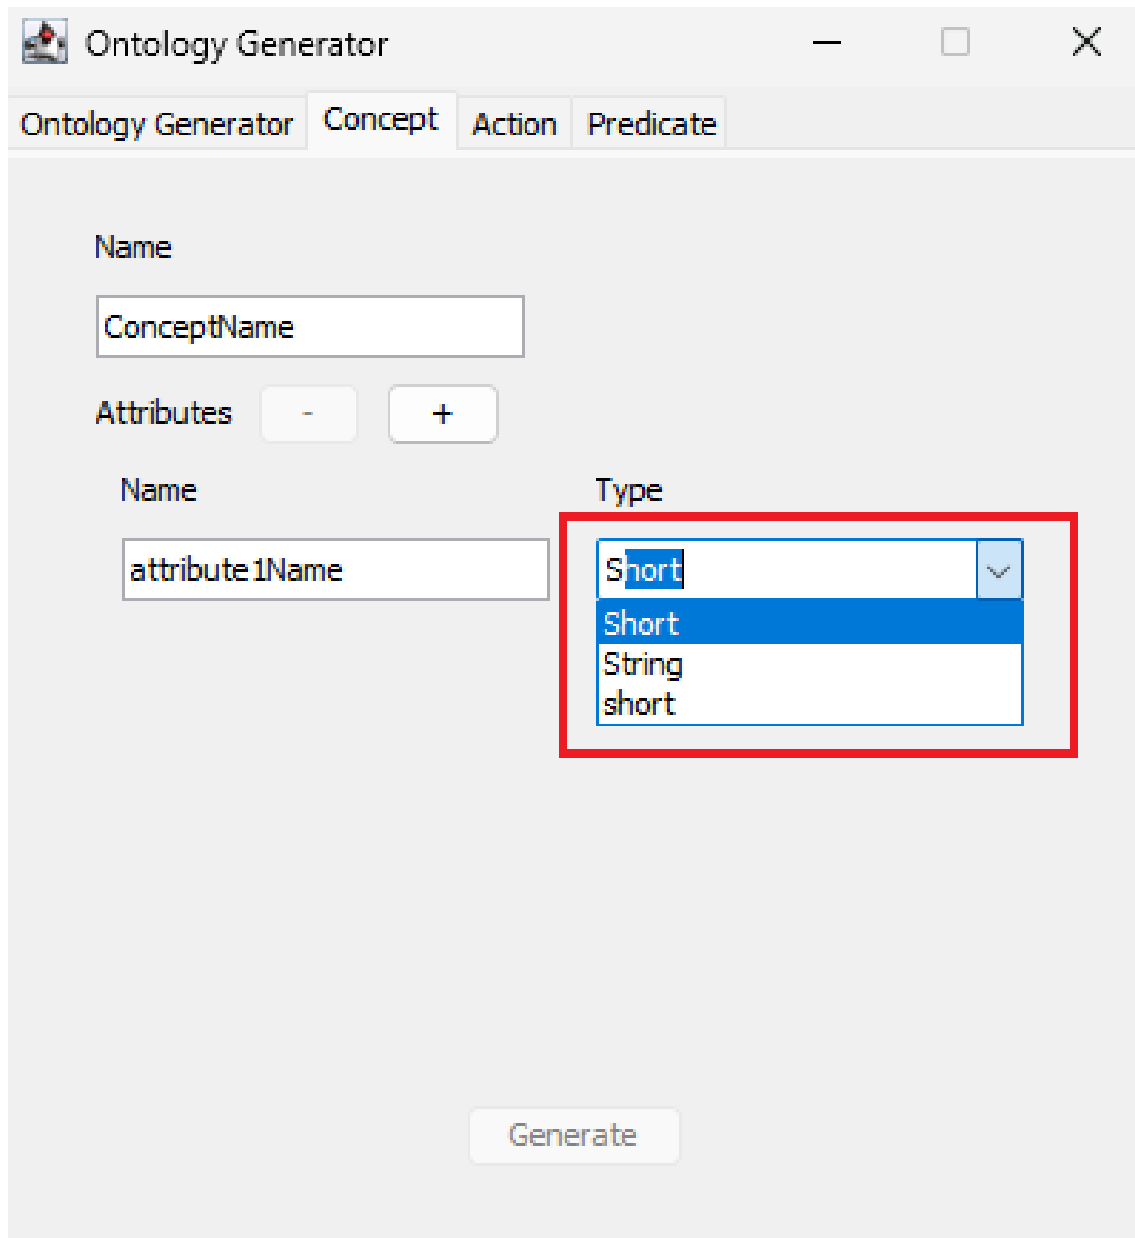 Ontology Generator
Ontology Generator Concept Action Predicate
Name
ConceptName
Attributes - +
Name Type
attribute1Name Short
Short
String
short
Generate